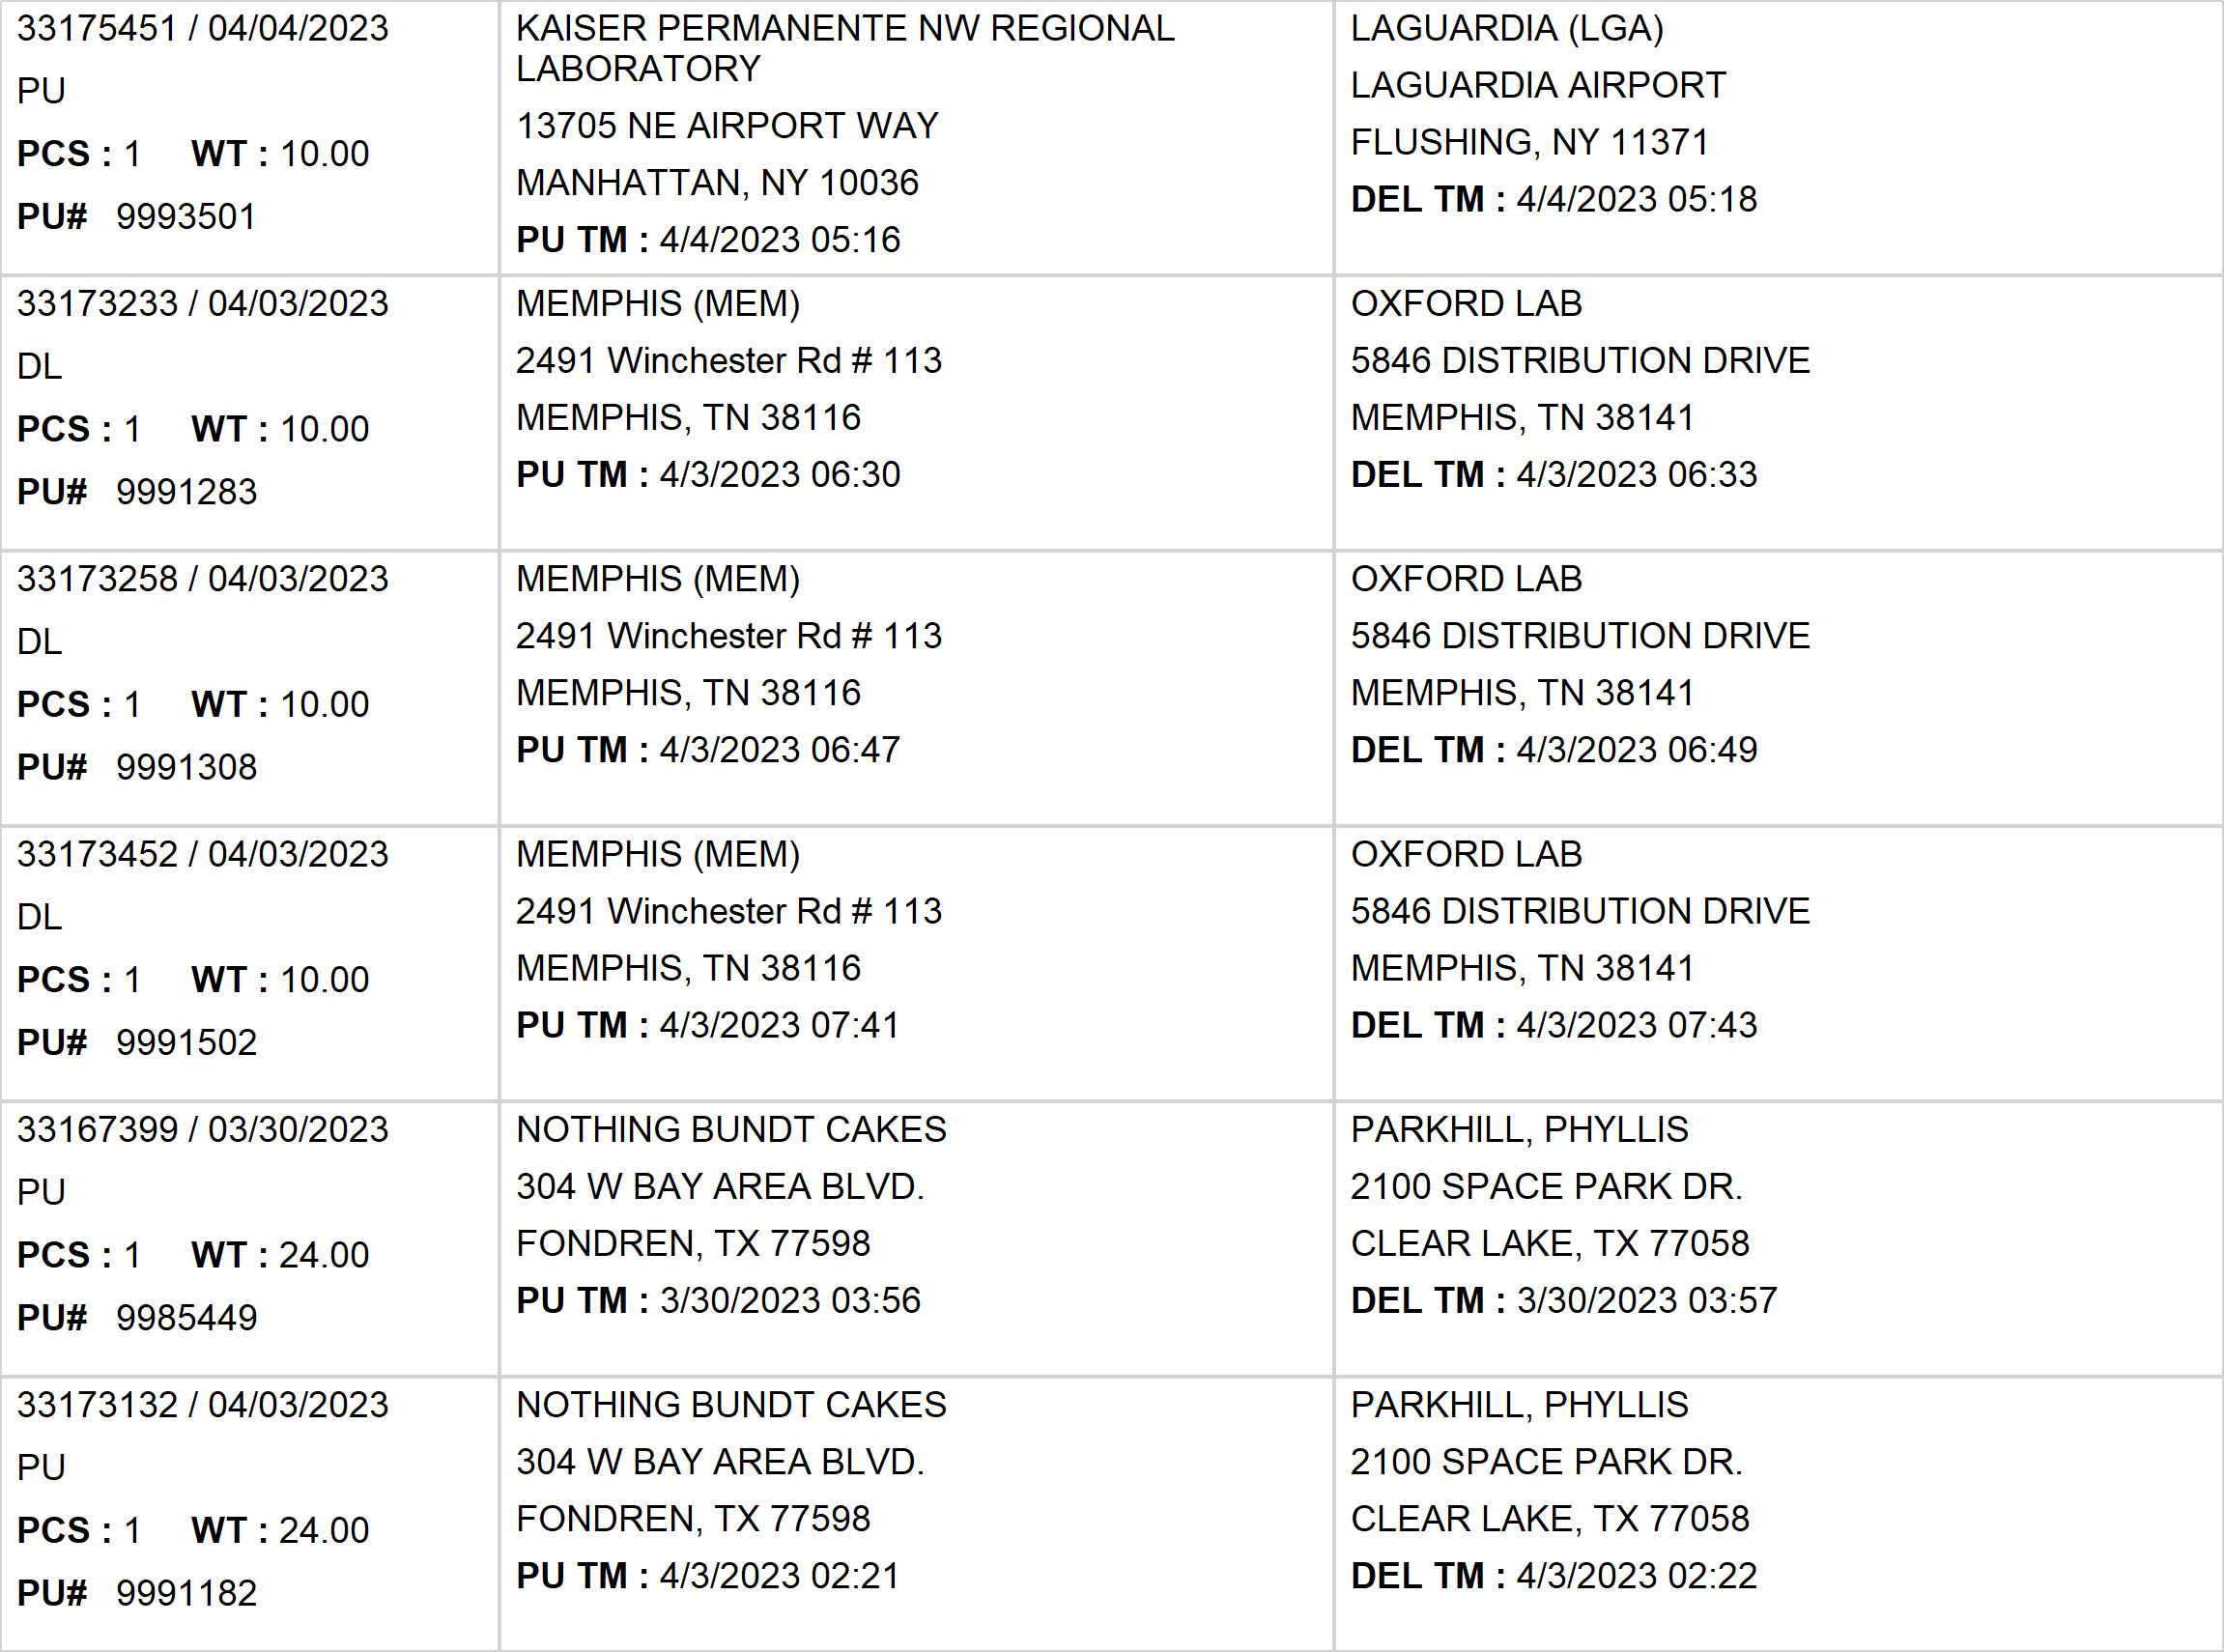 33175451 / 04/04/2023
PU
PCS : 1 WT : 10.00
PU# 9993501
KAISER PERMANENTE NW REGIONAL
LABORATORY
13705 NE AIRPORT WAY
MANHATTAN, NY 10036
PU TM : 4/4/2023 05:16
LAGUARDIA (LGA)
LAGUARDIA AIRPORT
FLUSHING, NY 11371
DEL TM : 4/4/2023 05:18
33173233 / 04/03/2023
DL
PCS : 1 WT : 10.00
PU# 9991283
MEMPHIS (MEM)
2491 Winchester Rd # 113
MEMPHIS, TN 38116
PU TM : 4/3/2023 06:30
OXFORD LAB
5846 DISTRIBUTION DRIVE
MEMPHIS, TN 38141
DEL TM : 4/3/2023 06:33
33173258 / 04/03/2023
DL
PCS : 1 WT : 10.00
PU# 9991308
MEMPHIS (MEM)
2491 Winchester Rd # 113
MEMPHIS, TN 38116
PU TM : 4/3/2023 06:47
OXFORD LAB
5846 DISTRIBUTION DRIVE
MEMPHIS, TN 38141
DEL TM : 4/3/2023 06:49
33173452 / 04/03/2023
DL
PCS : 1 WT : 10.00
PU# 9991502
MEMPHIS (MEM)
2491 Winchester Rd # 113
MEMPHIS, TN 38116
PU TM : 4/3/2023 07:41
OXFORD LAB
5846 DISTRIBUTION DRIVE
MEMPHIS, TN 38141
DEL TM : 4/3/2023 07:43
33167399 / 03/30/2023
PU
PCS : 1 WT : 24.00
PU# 9985449
NOTHING BUNDT CAKES
304 W BAY AREA BLVD.
FONDREN, TX 77598
PU TM : 3/30/2023 03:56
PARKHILL, PHYLLIS
2100 SPACE PARK DR.
CLEAR LAKE, TX 77058
DEL TM : 3/30/2023 03:57
33173132 / 04/03/2023
PU
PCS : 1 WT : 24.00
PU# 9991182
NOTHING BUNDT CAKES
304 W BAY AREA BLVD.
FONDREN, TX 77598
PU TM : 4/3/2023 02:21
PARKHILL, PHYLLIS
2100 SPACE PARK DR.
CLEAR LAKE, TX 77058
DEL TM : 4/3/2023 02:22